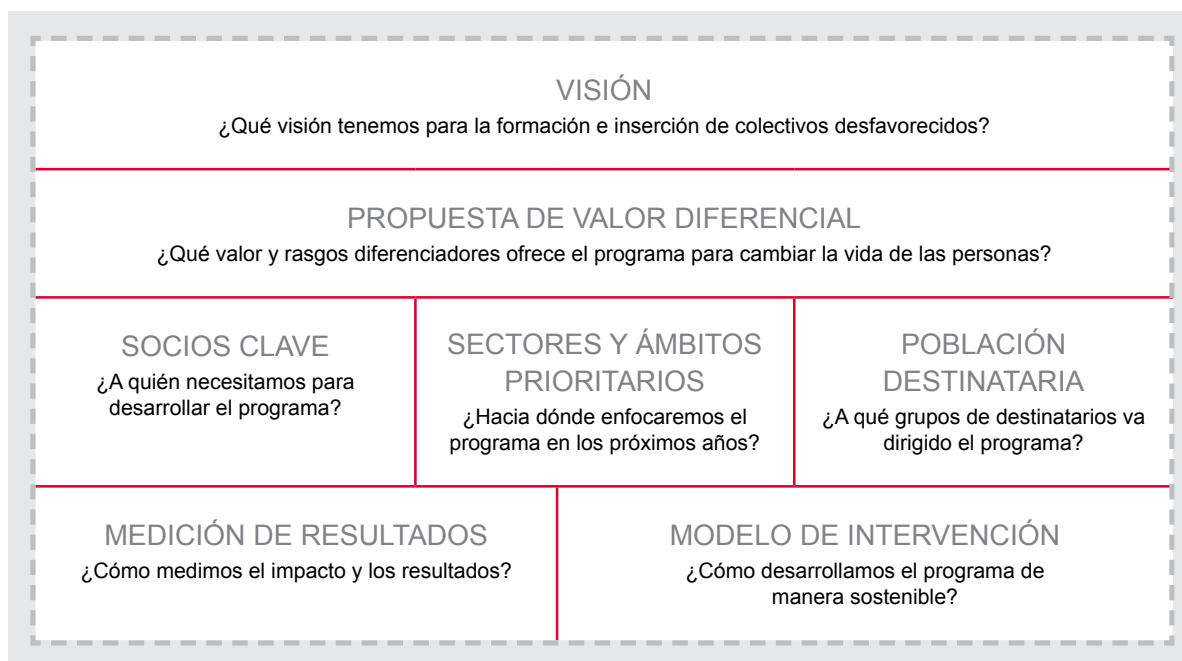 VISIÓN
¿Qué visión tenemos para la formación e inserción de colectivos desfavorecidos?
PROPUESTA DE VALOR DIFERENCIAL
¿Qué valor y rasgos diferenciadores ofrece el programa para cambiar la vida de las personas?
SOCIOS CLAVE
¿A quién necesitamos para
desarrollar el programa?
SECTORES Y ÁMBITOS
PRIORITARIOS
¿Hacia dónde enfocaremos el
programa en los próximos años?
POBLACIÓN
DESTINATARIA
¿A qué grupos de destinatarios va
dirigido el programa?
MEDICIÓN DE RESULTADOS
¿Cómo medimos el impacto y los resultados?
MODELO DE INTERVENCIÓN
¿Cómo desarrollamos el programa de
manera sostenible?